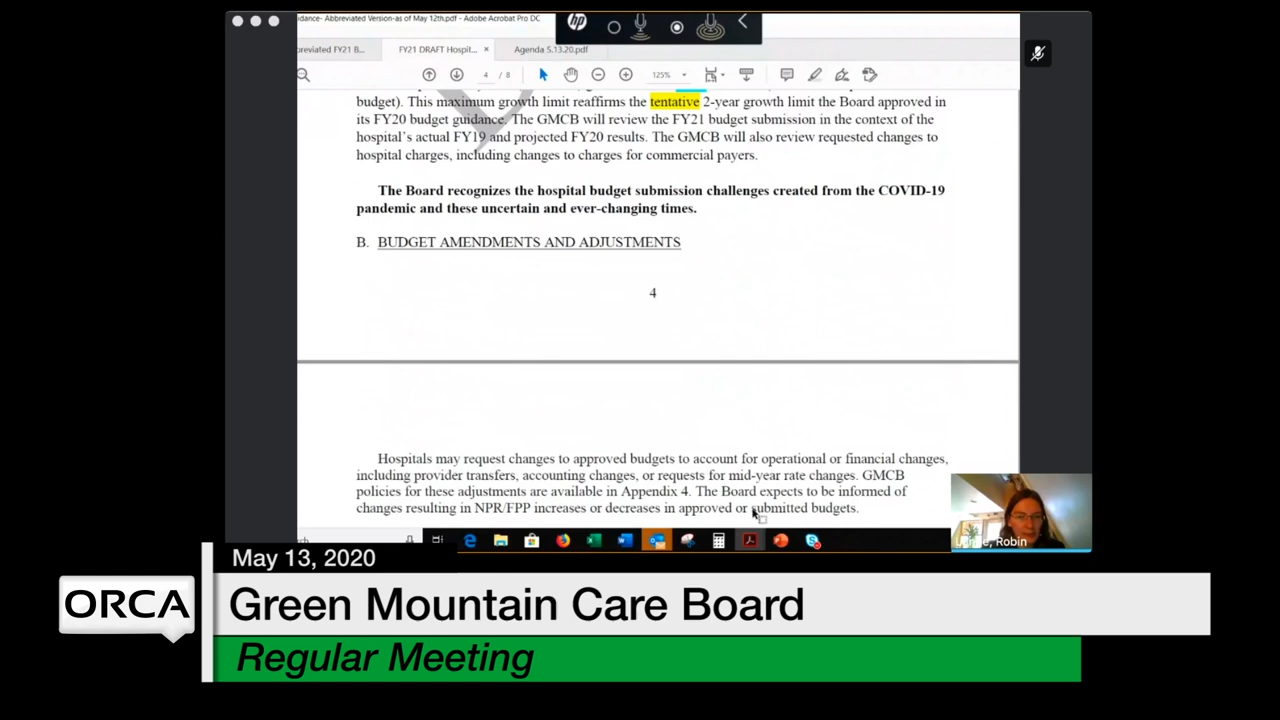 idance- Abbreviated Version-as of May 12th.pdf - Adobe Acrobat Pro DC
hp
breviated FY21 B...
FY21 DRAFT Hospit...
×
Agenda 5.13.20.pdf
4 / 8
125%
budget). This maximum growth limit reaffirms the tentative 2-year growth limit the Board approved in
its FY20 budget guidance. The GMCB will review the FY21 budget submission in the context of the
hospital's actual FY19 and projected FY20 results. The GMCB will also review requested changes to
hospital charges, including changes to charges for commercial payers.
The Board recognizes the hospital budget submission challenges created from the COVID-19
pandemic and these uncertain and ever-changing times.
B. BUDGET AMENDMENTS AND ADJUSTMENTS
4
Hospitals may request changes to approved budgets to account for operational or financial changes,
including provider transfers, accounting changes, or requests for mid-year rate changes. GMCB
policies for these adjustments are available in Appendix 4. The Board expects to be informed of
changes resulting in NPR/FPP increases or decreases in approved or submitted budgets.
Robin
May 13, 2020
ORCA
Green Mountain Care Board
Regular Meeting